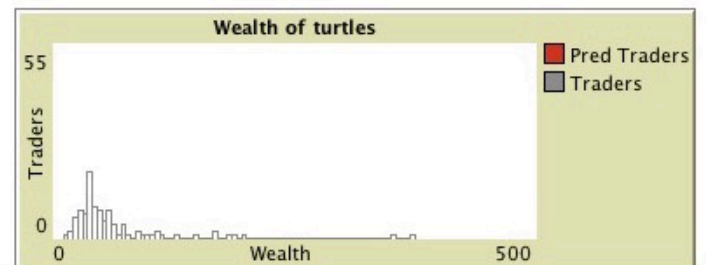 Wealth of turtles
55
Traders
0
0 Wealth 500
Pred Traders
Traders